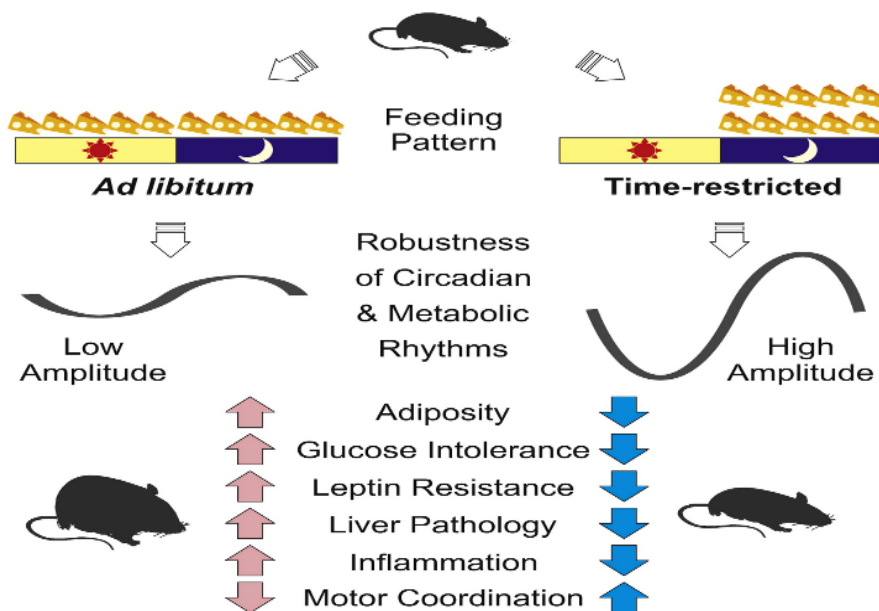 Feeding
Pattern
Ad libitum
Time-restricted
Robustness
of Circadian
& Metabolic
Rhythms
Low
Amplitude
High
Amplitude
Adiposity
Glucose Intolerance
Leptin Resistance
Liver Pathology
Inflammation
Motor Coordination